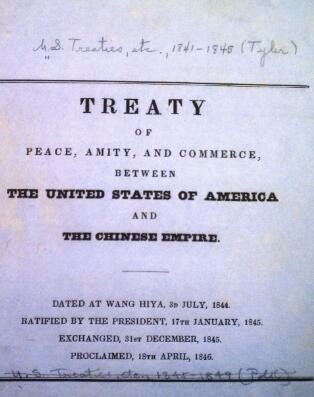 U.S. Treaties, etc., 1841-1845 (Tyler)
TREATY
OF
PEACE, AMITY, AND COMMERCE,
BETWEEN
THE UNITED STATES OF AMERICA
AND
THE CHINESE EMPIRE.
DATED AT WANG HIYA, 3D JULY, 1844.
RATIFIED BY THE PRESIDENT, 17TH JANUARY, 1845.
EXCHANGED, 31ST DECEMBER, 1845.
PROCLAIMED, 18TH APRIL, 1846.
U.S. Treaties, etc., 1845-1849 (Polk)